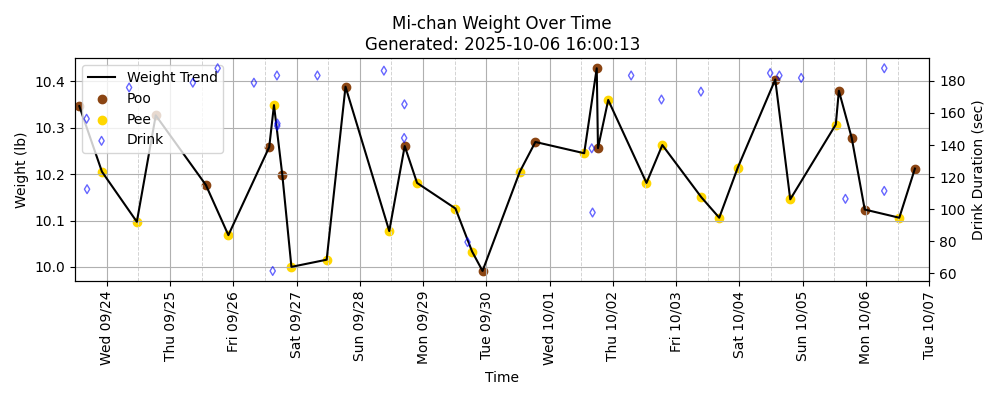 Mi-chan Weight Over Time
Generated: 2025-10-06 16:00:13
Weight (lb)
10.4
10.3
10.2
10.1
10.0
Weight Trend
Poo
Pee
Drink
180
160
140
120
100
80
60
Drink Duration (sec)
Wed 09/24
Thu 09/25
Fri 09/26
Sat 09/27
Sun 09/28
Mon 09/29
Tue 09/30
Wed 10/01
Thu 10/02
Fri 10/03
Sat 10/04
Sun 10/05
Mon 10/06
Tue 10/07
Time